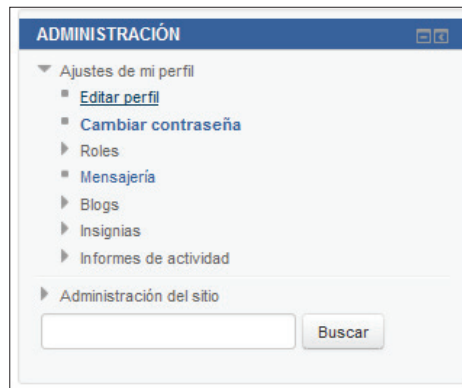 ADMINISTRACIÓN
Ajustes de mi perfil
Editar perfil
Cambiar contraseña
Roles
Mensajería
Blogs
Insignias
Informes de actividad
Administración del sitio
Buscar